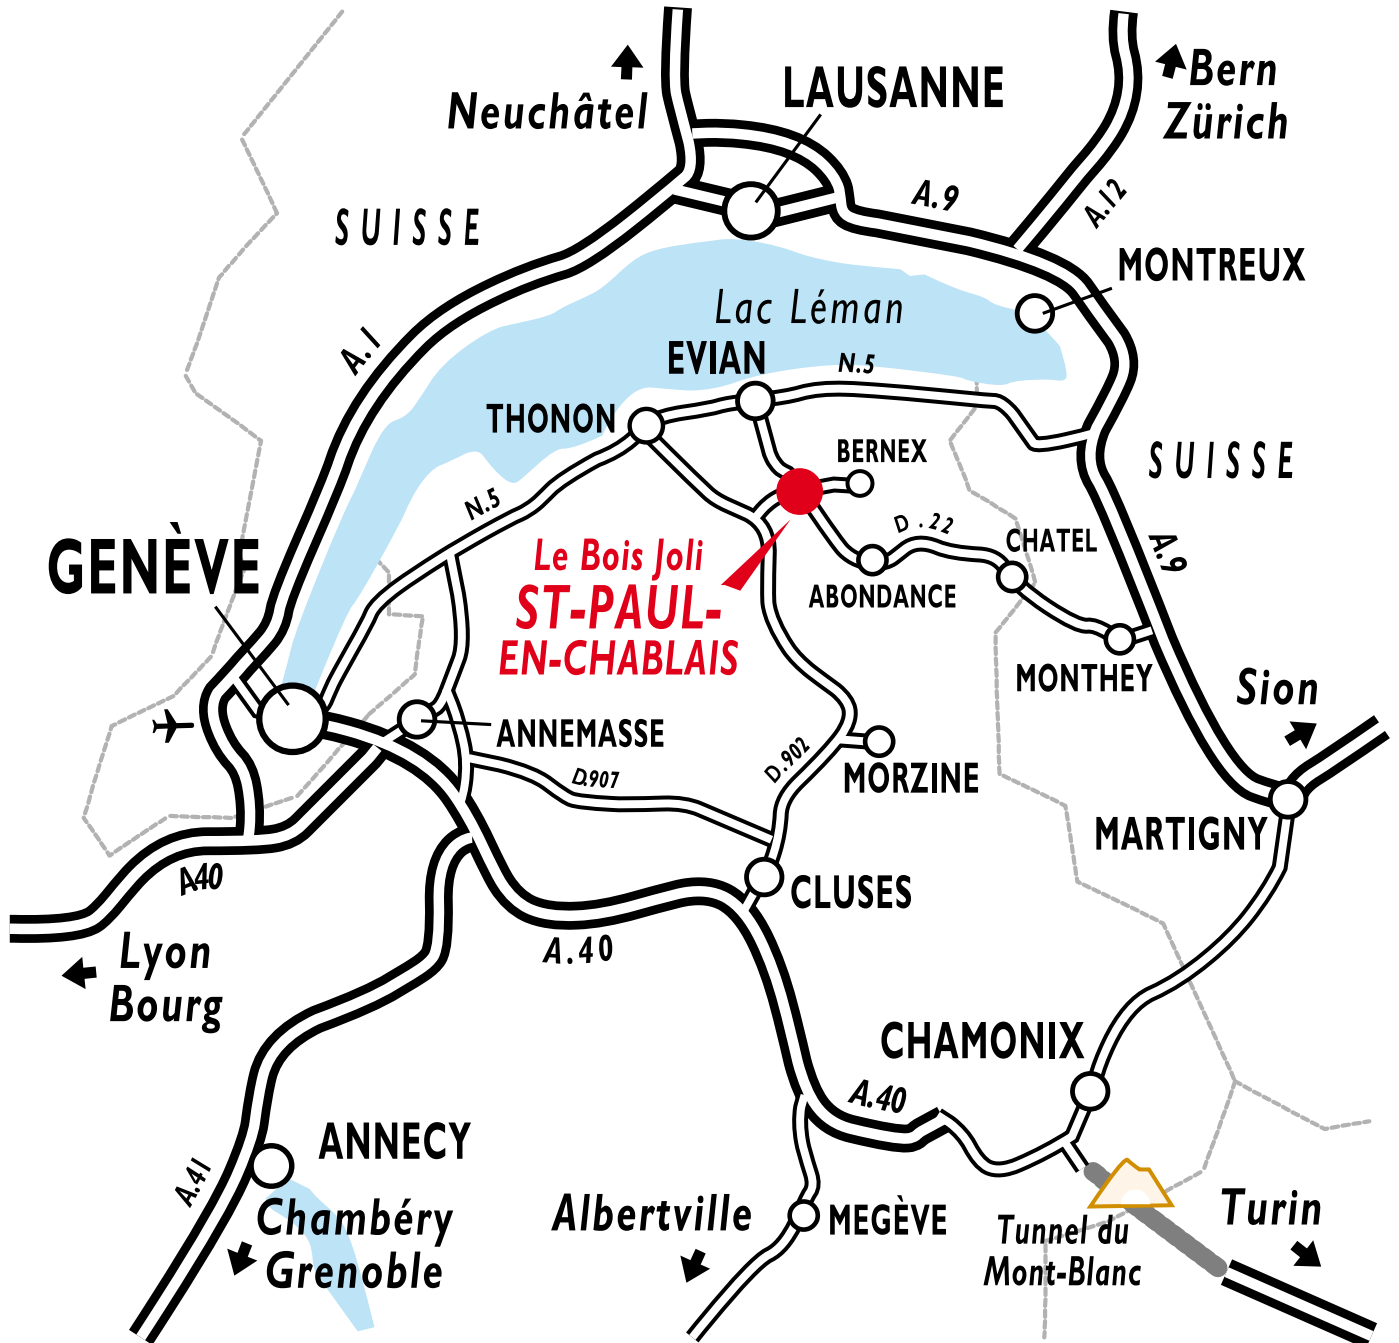 LAUSANNE
Bern
Zürich
Neuchâtel
A.9
A.12
SUISSE
MONTREUX
Lac Léman
A.1
EVIAN
N.5
THONON
BERNEX
SUISSE
N.5
D.22
CHATEL
A.9
GENÈVE
Le Bois Joli
ST-PAUL-
EN-CHABLAIS
ABONDANCE
MONTHEY
Sion
ANNEMASSE
D.902
D.907
MORZINE
MARTIGNY
A40
CLUSES
A.40
Lyon
Bourg
CHAMONIX
A.40
ANNECY
A.41
Chambéry
Grenoble
Albertville
MEGÈVE
Tunnel du
Mont-Blanc
Turin